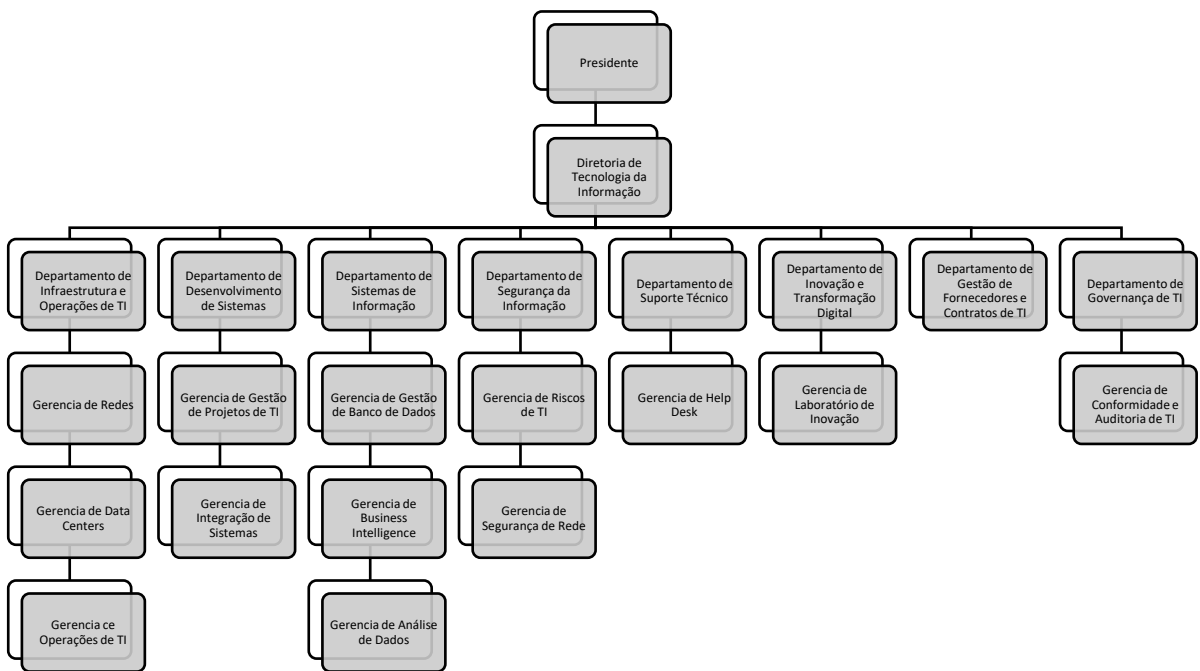 Presidente
Diretoria de
Tecnologia da
Informação
Departamento de
Infraestrutura e
Operações de TI
Departamento de
Desenvolvimento
de Sistemas
Departamento de
Sistemas de
Informação
Departamento de
Segurança da
Informação
Departamento de
Suporte Técnico
Departamento de
Inovação e
Transformação
Digital
Departamento de
Gestão de
Fornecedores e
Contratos de TI
Departamento de
Governança de TI
Gerencia de Redes
Gerencia de Gestão
de Projetos de TI
Gerencia de Gestão
de Banco de Dados
Gerencia de Riscos
de TI
Gerencia de Help
Desk
Gerencia de
Laboratório de
Inovação
Gerencia de
Conformidade e
Auditoria de TI
Gerencia de Data
Centers
Gerencia de
Integração de
Sistemas
Gerencia de
Business
Intelligence
Gerencia de
Segurança de Rede
Gerencia ce
Operações de TI
Gerencia de Análise
de Dados